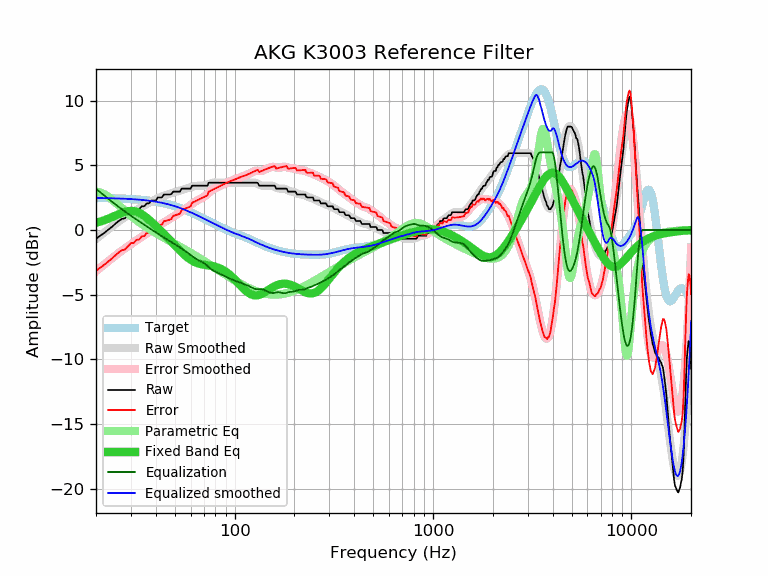 AKG K3003 Reference Filter
Amplitude (dBr)
10
5
0
−5
−10
−15
−20
Target
Raw Smoothed
Error Smoothed
Raw
Error
Parametric Eq
Fixed Band Eq
Equalization
Equalized smoothed
100
1000
10000
Frequency (Hz)